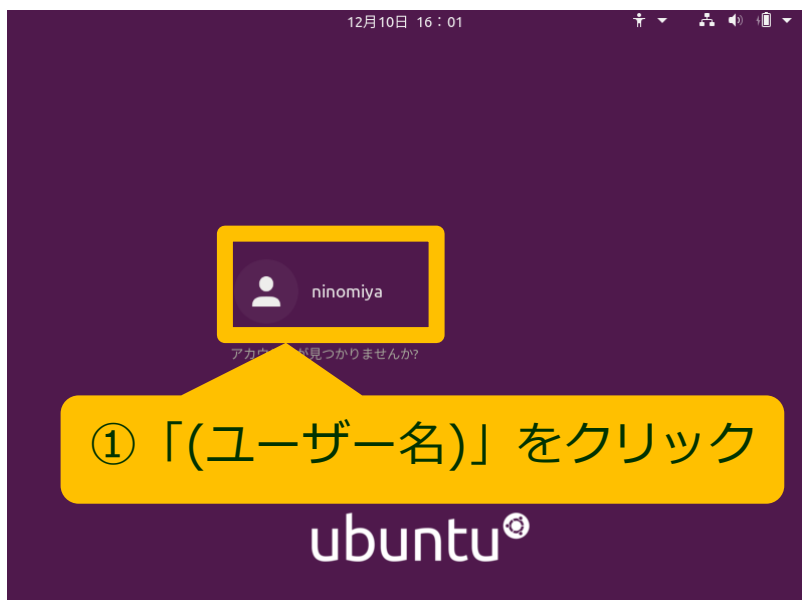 12月10日 16：01
ninomiya
アカウ が見つかりませんか?
①「(ユーザー名)」をクリック
ubuntu